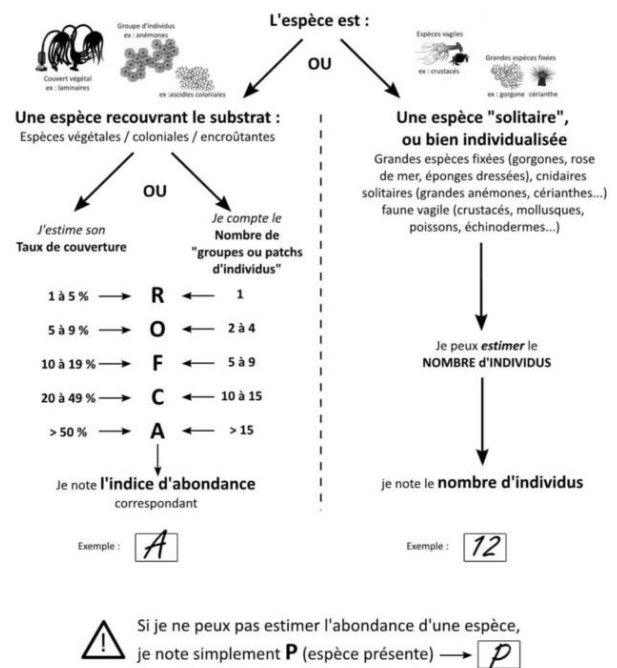 L'espèce est :
OU
Groupe d'individus
ex : anémones
Couvert végétal
ex : laminaires
ex :ascidies coloniales
Espèces vagiles
ex : crustacés
Grandes espèces fixées
ex : gorgone cérianthe
Une espèce recouvrant le substrat :
Espèces végétales / coloniales / encroûtantes
OU
J'estime son
Taux de couverture
Je compte le
Nombre de
"groupes ou patchs
d'individus"
1 à 5 % R 1
5 à 9 % O 2 à 4
10 à 19 % F 5 à 9
20 à 49 % C 10 à 15
> 50 % A > 15
Je note l'indice d'abondance
correspondant
Exemple : A
Une espèce "solitaire",
ou bien individualisée
Grandes espèces fixées (gorgones, rose
de mer, éponges dressées), cnidaires
solitaires (grandes anémones, cérianthes...)
faune vagile (crustacés, mollusques,
poissons, échinodermes...)
Je peux estimer le
NOMBRE d'INDIVIDUS
je note le nombre d'individus
Exemple : 12
! Si je ne peux pas estimer l'abondance d'une espèce,
je note simplement P (espèce présente) P